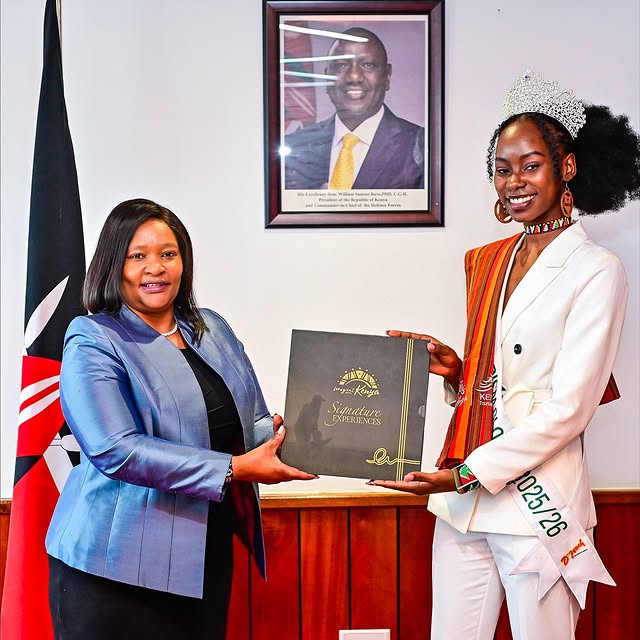 His Excellency Hon. William Samoei Ruto, PHD, C.G.H.
President of the Republic of Kenya
and Commander-in-Chief of the Defence Forces
magical
Kenya
Signature
EXPERIENCES
KE
2025/26